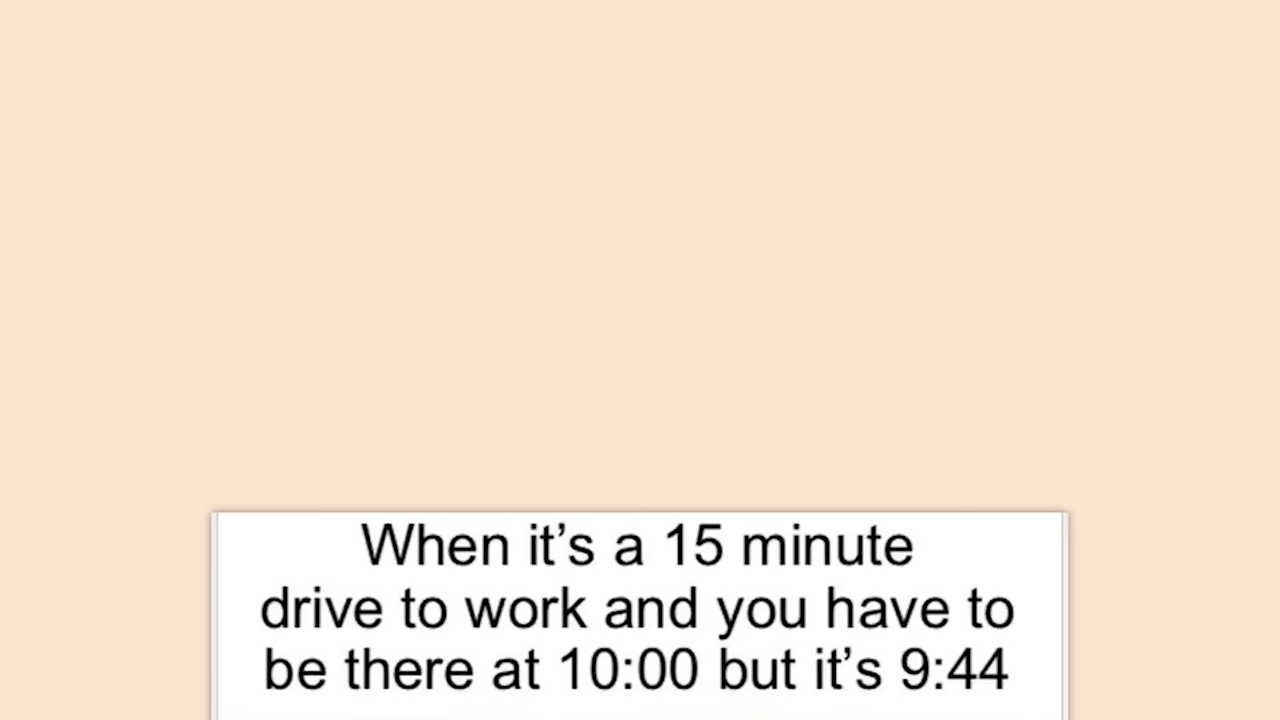 When it’s a 15 minute
drive to work and you have to
be there at 10:00 but it’s 9:44